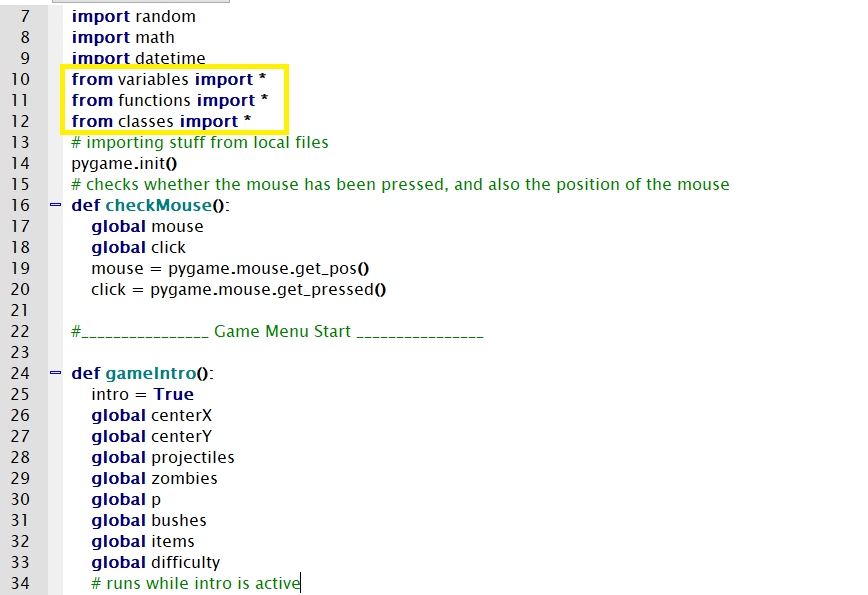 7 import random
8 import math
9 import datetime
10 from variables import *
11 from functions import *
12 from classes import *
13 # importing stuff from local files
14 pygame.init()
15 # checks whether the mouse has been pressed, and also the position of the mouse
16 def checkMouse():
17 global mouse
18 global click
19 mouse = pygame.mouse.get_pos()
20 click = pygame.mouse.get_pressed()
21
22 #________________ Game Menu Start ________________
23
24 def gameIntro():
25 intro = True
26 global centerX
27 global centerY
28 global projectiles
29 global zombies
30 global p
31 global bushes
32 global items
33 global difficulty
34 # runs while intro is active